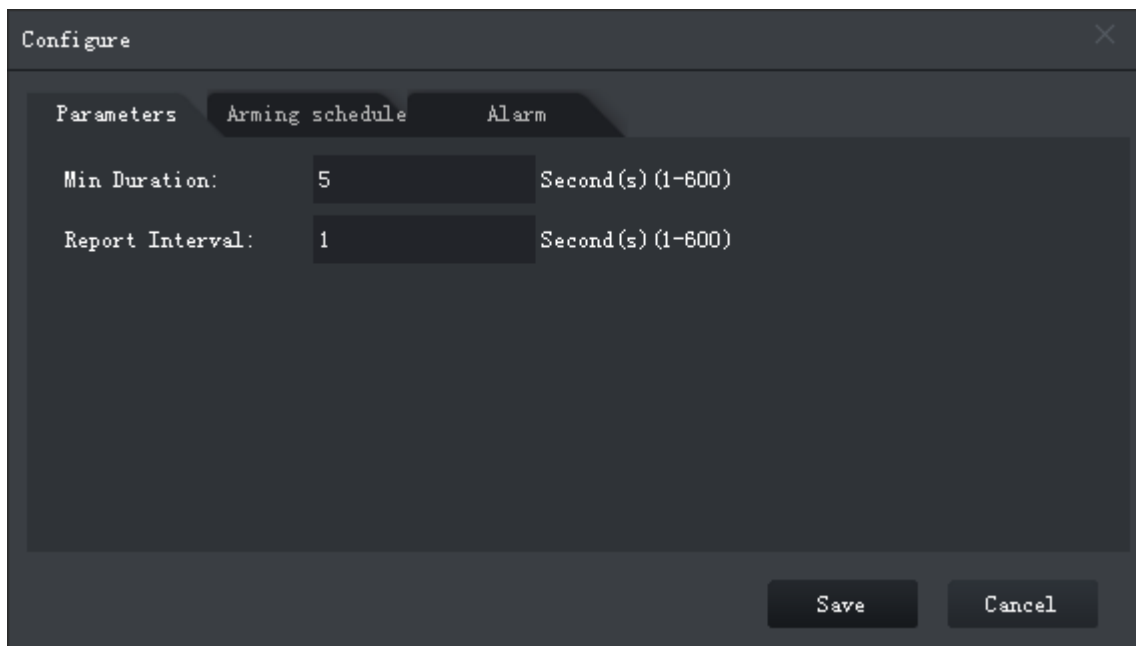 Configure
Parameters Arming schedule Alarm
Min Duration: 5 Second(s)(1-600)
Report Interval: 1 Second(s)(1-600)
Save Cancel